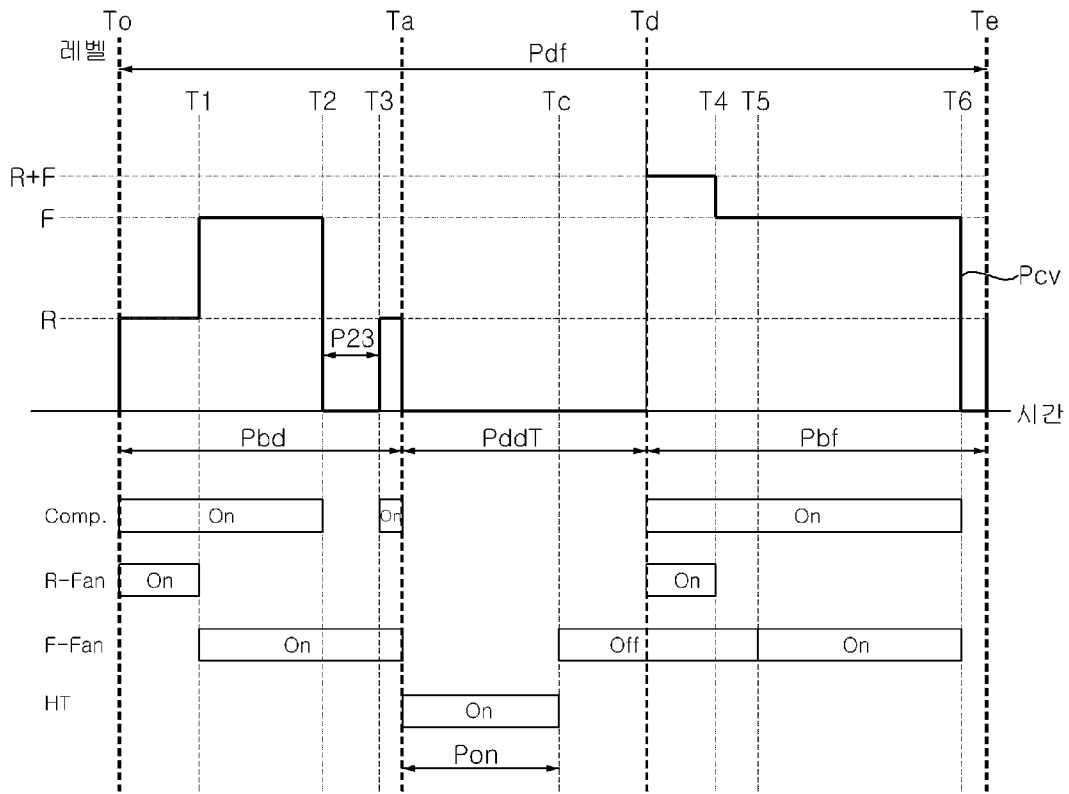 To Ta Td Te
레벨
Pdf
T1 T2 T3 Tc T4 T5 T6
R+F
F
Pcv
R
P23
시간
Pbd PddT Pbf
Comp. On On On
R-Fan On On
F-Fan On Off On
HT On
Pon